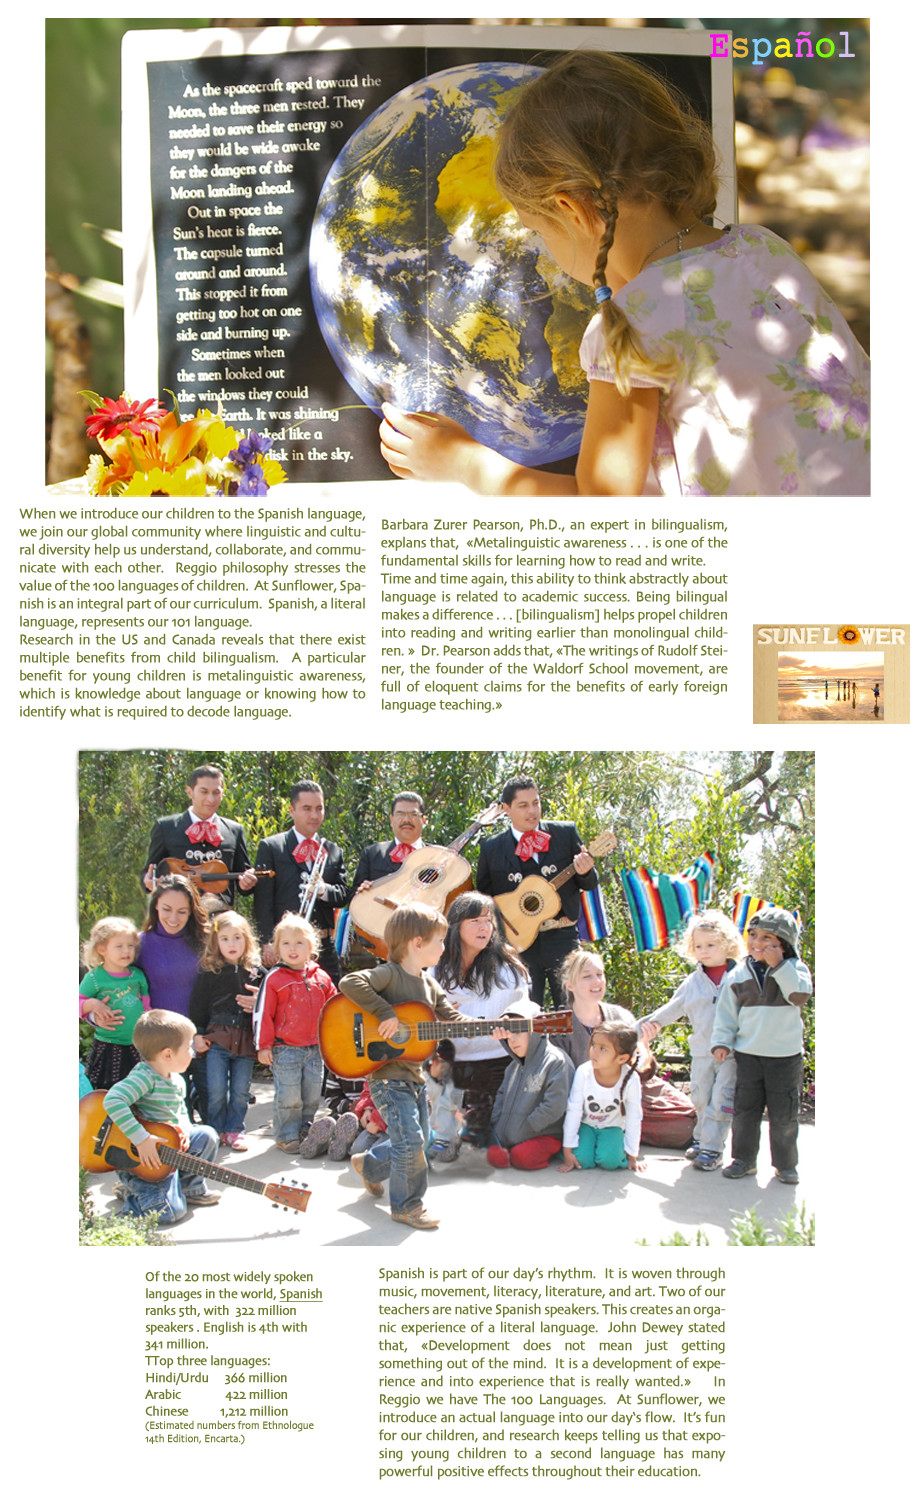 Español
As the spacecraft sped toward the
Moon, the three men rested. They
needed to save their energy so
they would be wide awake
for the dangers of the
Moon landing ahead.
Out in space the
Sun's heat is fierce.
The capsule turned
around and around.
This stopped it from
getting too hot on one
side and burning up.
Sometimes when
the men looked out
the windows they could
Earth. It was shining
like a
disk in the sky.
When we introduce our children to the Spanish language,
we join our global community where linguistic and cultu-
ral diversity help us understand, collaborate, and commu-
nicate with each other. Reggio philosophy stresses the
value of the 100 languages of children. At Sunflower, Spa-
nish is an integral part of our curriculum. Spanish, a literal
language, represents our 101 language.
Research in the US and Canada reveals that there exist
multiple benefits from child bilingualism. A particular
benefit for young children is metalinguistic awareness,
which is knowledge about language or knowing how to
identify what is required to decode language.
Barbara Zurer Pearson, Ph.D., an expert in bilingualism,
explains that, «Metalinguistic awareness . . . is one of the
fundamental skills for learning how to read and write.
Time and time again, this ability to think abstractly about
language is related to academic success. Being bilingual
makes a difference . . . [bilingualism] helps propel children
into reading and writing earlier than monolingual child-
ren. » Dr. Pearson adds that, «The writings of Rudolf Stei-
ner, the founder of the Waldorf School movement, are
full of eloquent claims for the benefits of early foreign
language teaching.»
SUNFLOWER
Of the 20 most widely spoken
languages in the world, Spanish
ranks 5th, with 322 million
speakers . English is 4th with
341 million.
TTop three languages:
Hindi/Urdu 366 million
Arabic 422 million
Chinese 1,212 million
(Estimated numbers from Ethnologue
14th Edition, Encarta.)
Spanish is part of our day's rhythm. It is woven through
music, movement, literacy, literature, and art. Two of our
teachers are native Spanish speakers. This creates an orga-
nic experience of a literal language. John Dewey stated
that, «Development does not mean just getting
something out of the mind. It is a development of expe-
rience and into experience that is really wanted.» In
Reggio we have The 100 Languages. At Sunflower, we
introduce an actual language into our day's flow. It's fun
for our children, and research keeps telling us that expo-
sing young children to a second language has many
powerful positive effects throughout their education.